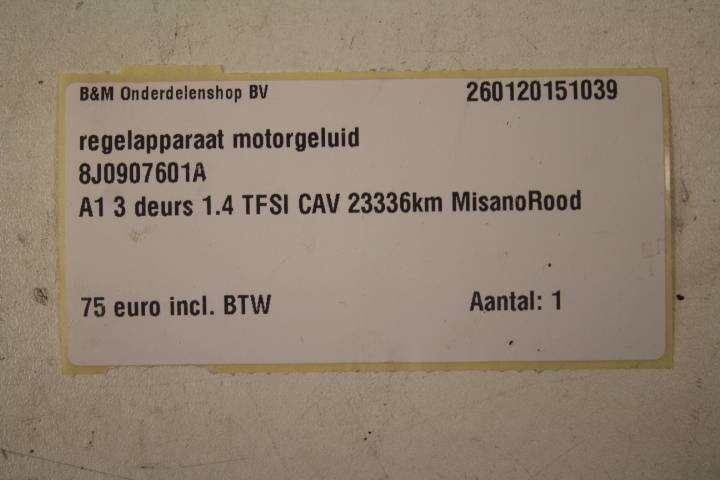 B&M Onderdelenshop BV 260120151039
regelapparaat motorgeluid
8J0907601A
A1 3 deurs 1.4 TFSI CAV 23336km MisanoRood
75 euro incl. BTW Aantal: 1